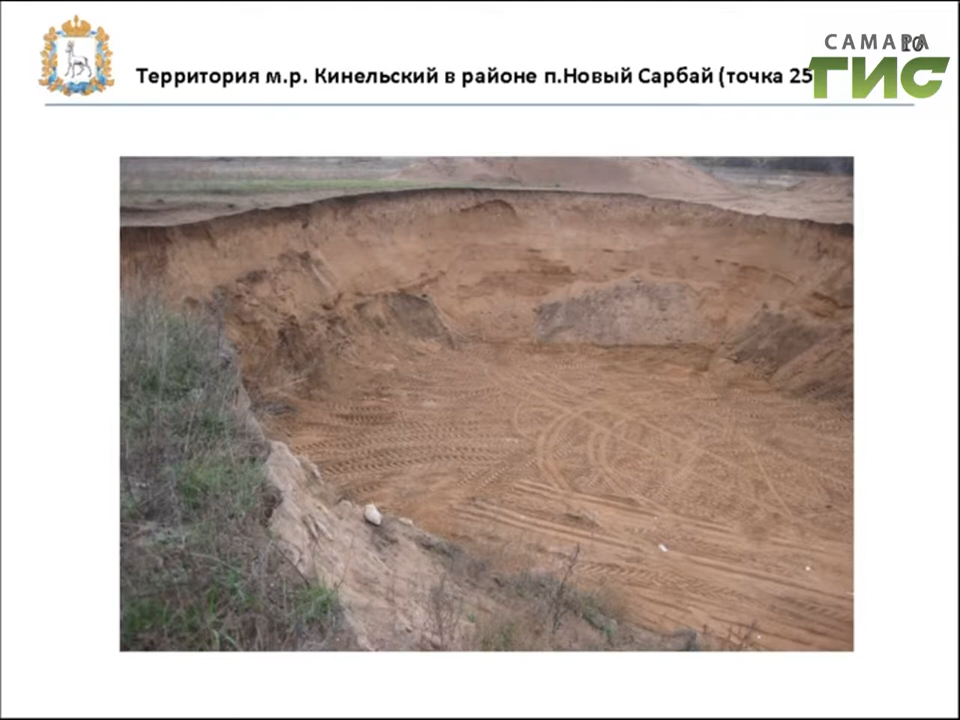 САМАРА
ГИС
Территория м.р. Кинельский в районе п.Новый Сарбай (точка 25